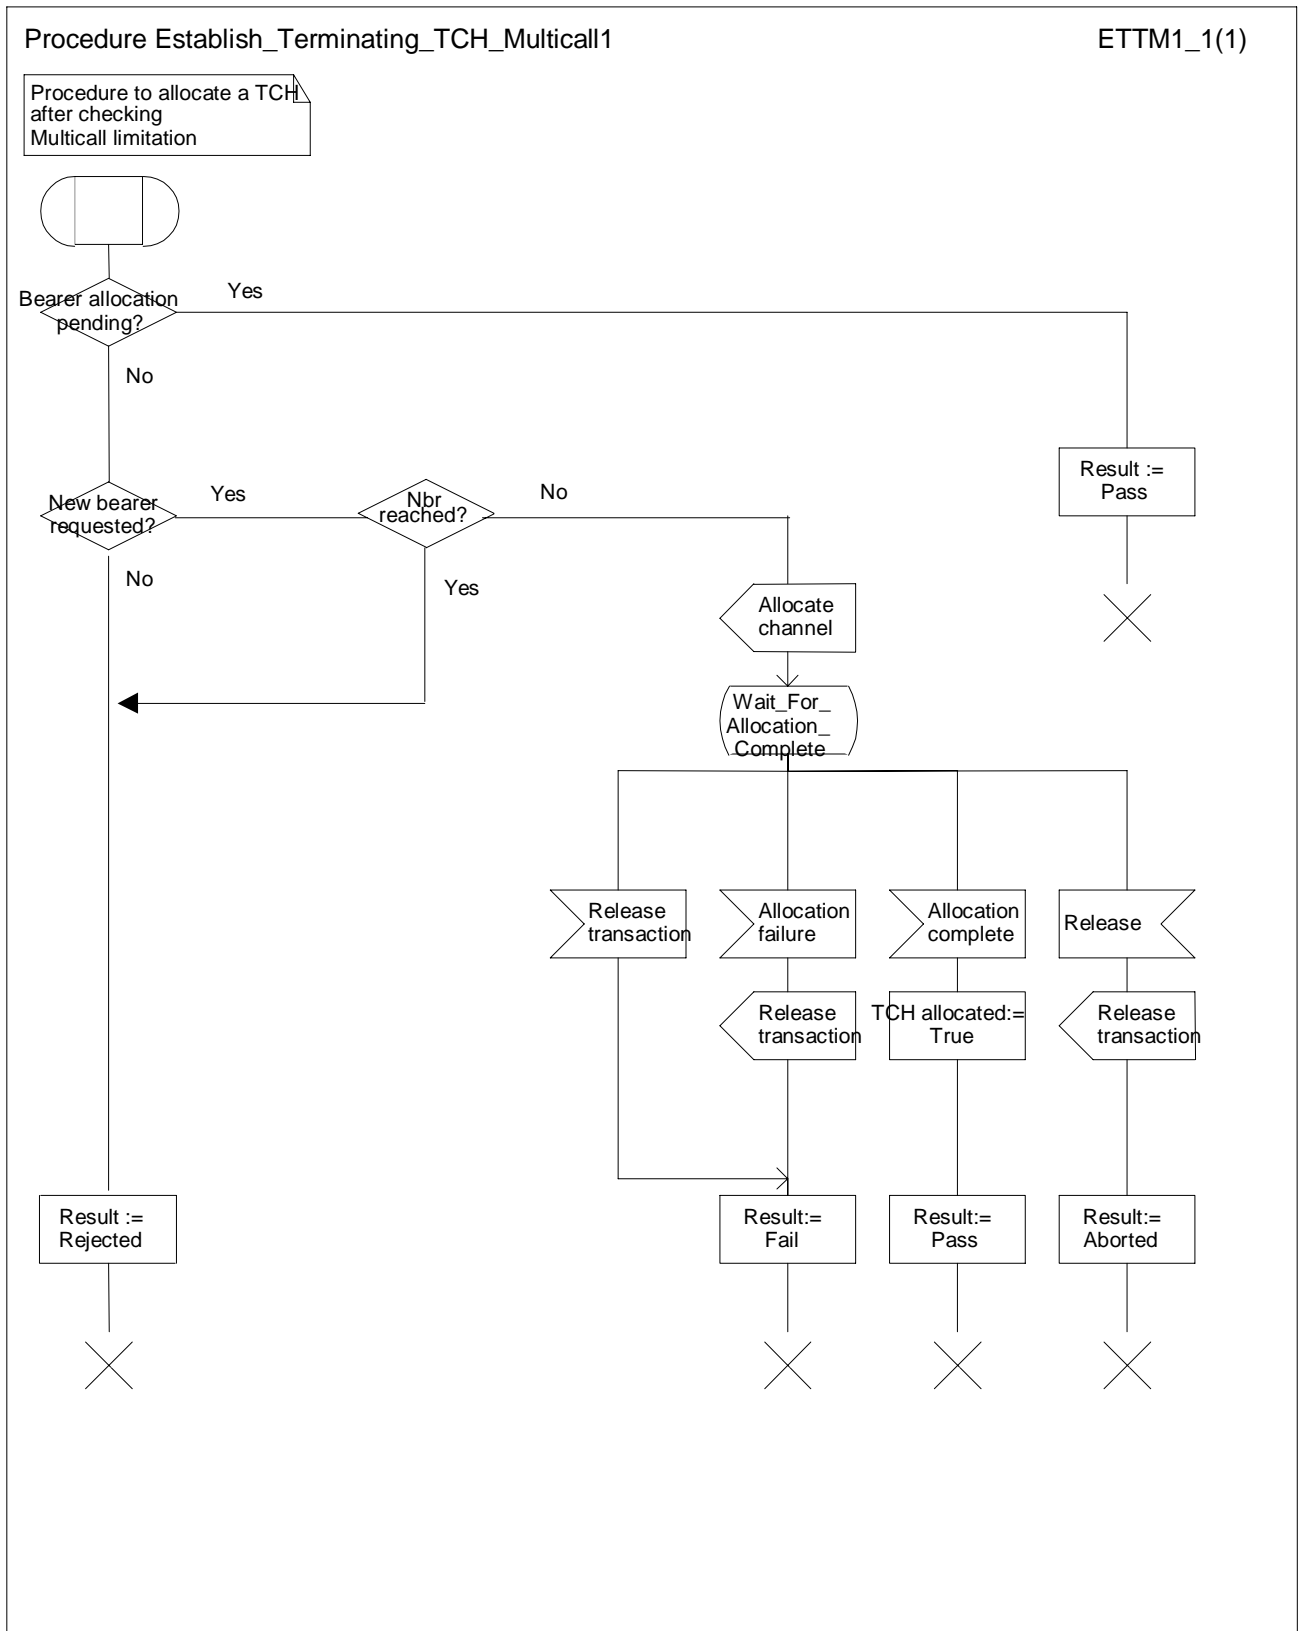 Procedure Establish_Terminating_TCH_Multicall1
ETTM1_1(1)
Procedure to allocate a TCH
after checking
Multicall limitation
Bearer allocation
pending?
Yes
No
Result :=
Pass
New bearer
requested?
Yes
Nbr
reached?
No
No
Yes
Allocate
channel
Wait_For_
Allocation_
Complete
Release
transaction
Allocation
failure
Allocation
complete
Release
Release
transaction
TCH allocated:=
True
Release
transaction
Result :=
Rejected
Result:=
Fail
Result:=
Pass
Result:=
Aborted